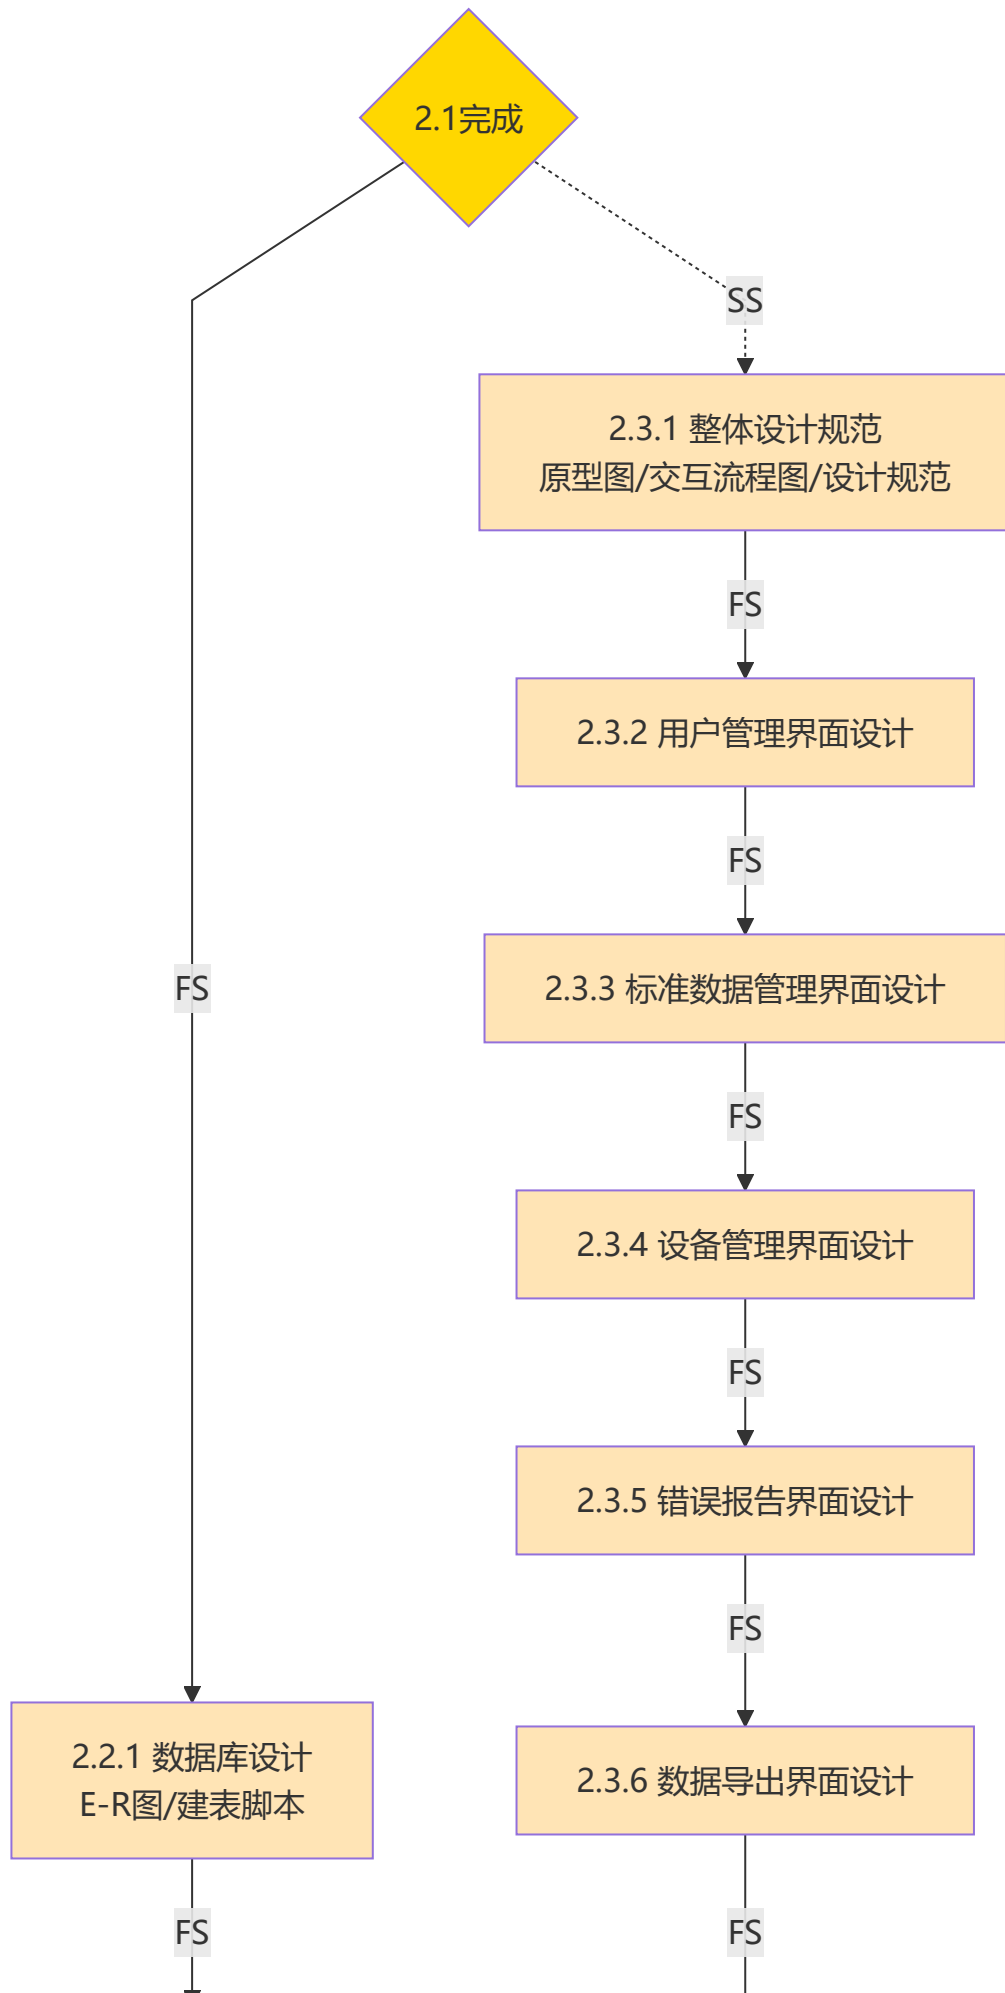 2.1完成
SS
2.3.1 整体设计规范
原型图/交互流程图/设计规范
FS
2.3.2 用户管理界面设计
FS
2.3.3 标准数据管理界面设计
FS
FS
2.3.4 设备管理界面设计
FS
2.3.5 错误报告界面设计
FS
2.2.1 数据库设计
E-R图/建表脚本
2.3.6 数据导出界面设计
FS
FS